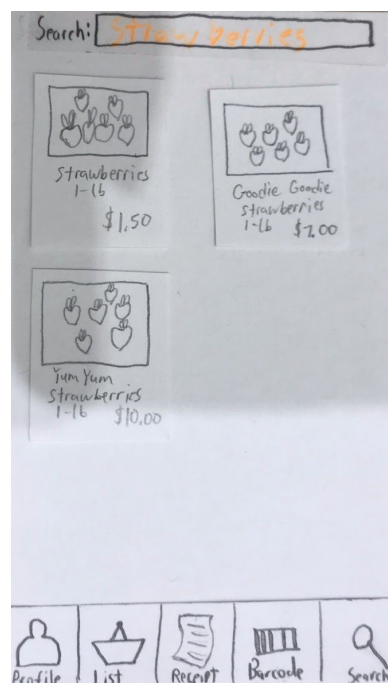 Search: Strawberries
Strawberries
1-lb
$1.50
Goodie Goodie
strawberries
1-lb $7.00
Yum Yum
Strawberries
1-lb $10.00
Profile List Receipt Barcode Search